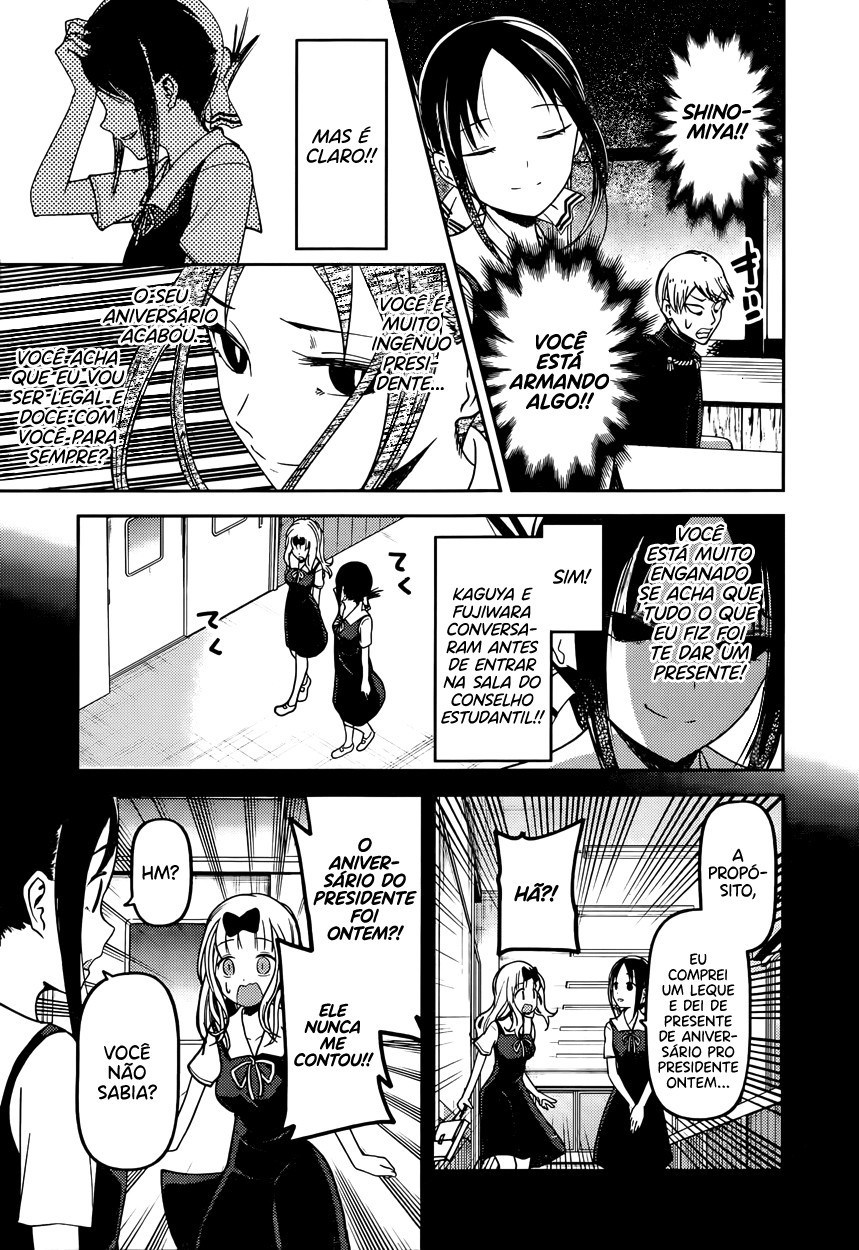 SHINO-
MIYA!!
VOCÊ
ESTÁ
ARMANDO
ALGO!!
MAS É
CLARO!!
VOCÊ É
MUITO
INGÊNUO
PRESI
DENTE...
O SEU
ANIVERSÁRIO
ACABOU.
VOCÊ ACHA
QUE EU VOU
SER LEGAL E
DOCE COM
VOCÊ PARA
SEMPRE?
VOCÊ
ESTÁ MUITO
ENGANADO
SE ACHA QUE
TUDO O QUE
EU FIZ FOI
TE DAR UM
PRESENTE!
SIM!
KAGUYA E
FUJIWARA
CONVERSA-
RAM ANTES
DE ENTRAR
NA SALA DO
CONSELHO
ESTUDANTIL!!
て
く
て
く
A
PROPÓ-
SITO,
EU
COMPREI
UM LEQUE
E DEI DE
PRESENTE
DE ANIVER-
SÁRIO PRO
PRESIDENTE
ONTEM...
HÃ?!
O
ANIVER-
SÁRIO DO
PRESIDENTE
FOI
ONTEM?!
ELE
NUNCA
ME
CONTOU!!
HM?
VOCÊ
NÃO
SABIA?